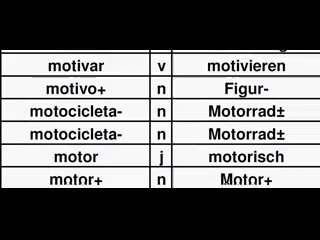 motivar v motivieren
motivo+ n Figur-
motocicleta- n Motorrad±
motocicleta- n Motorrad±
motor j motorisch
motor+ n Motor+